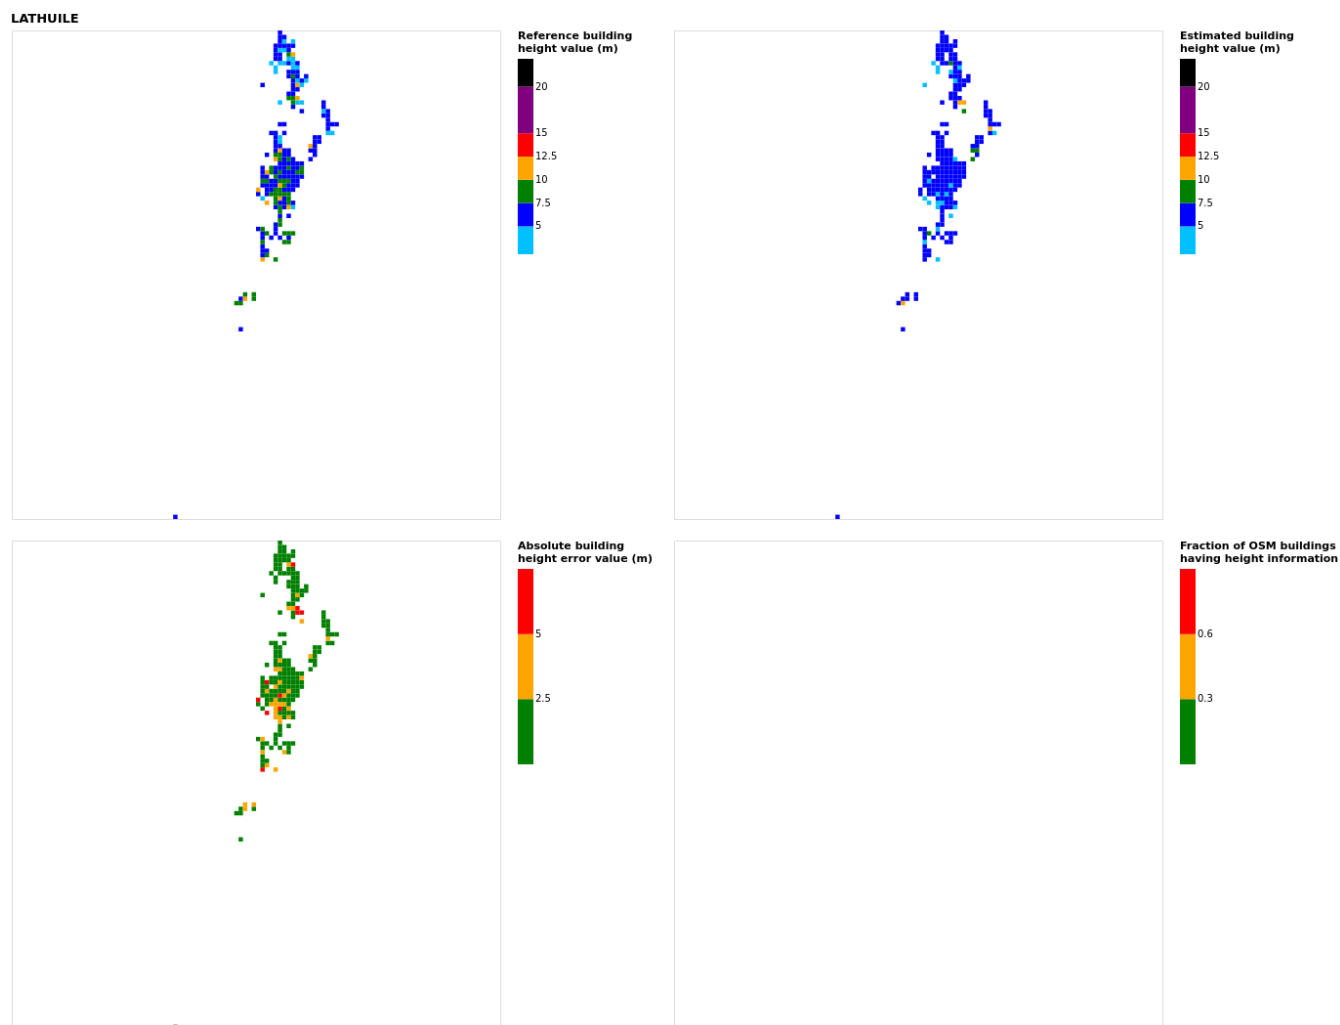 LATHUILE
Reference building
height value (m)
20
15
12.5
10
7.5
5
Estimated building
height value (m)
20
15
12.5
10
7.5
5
Absolute building
height error value (m)
5
2.5
Fraction of OSM buildings
having height information
0.6
0.3